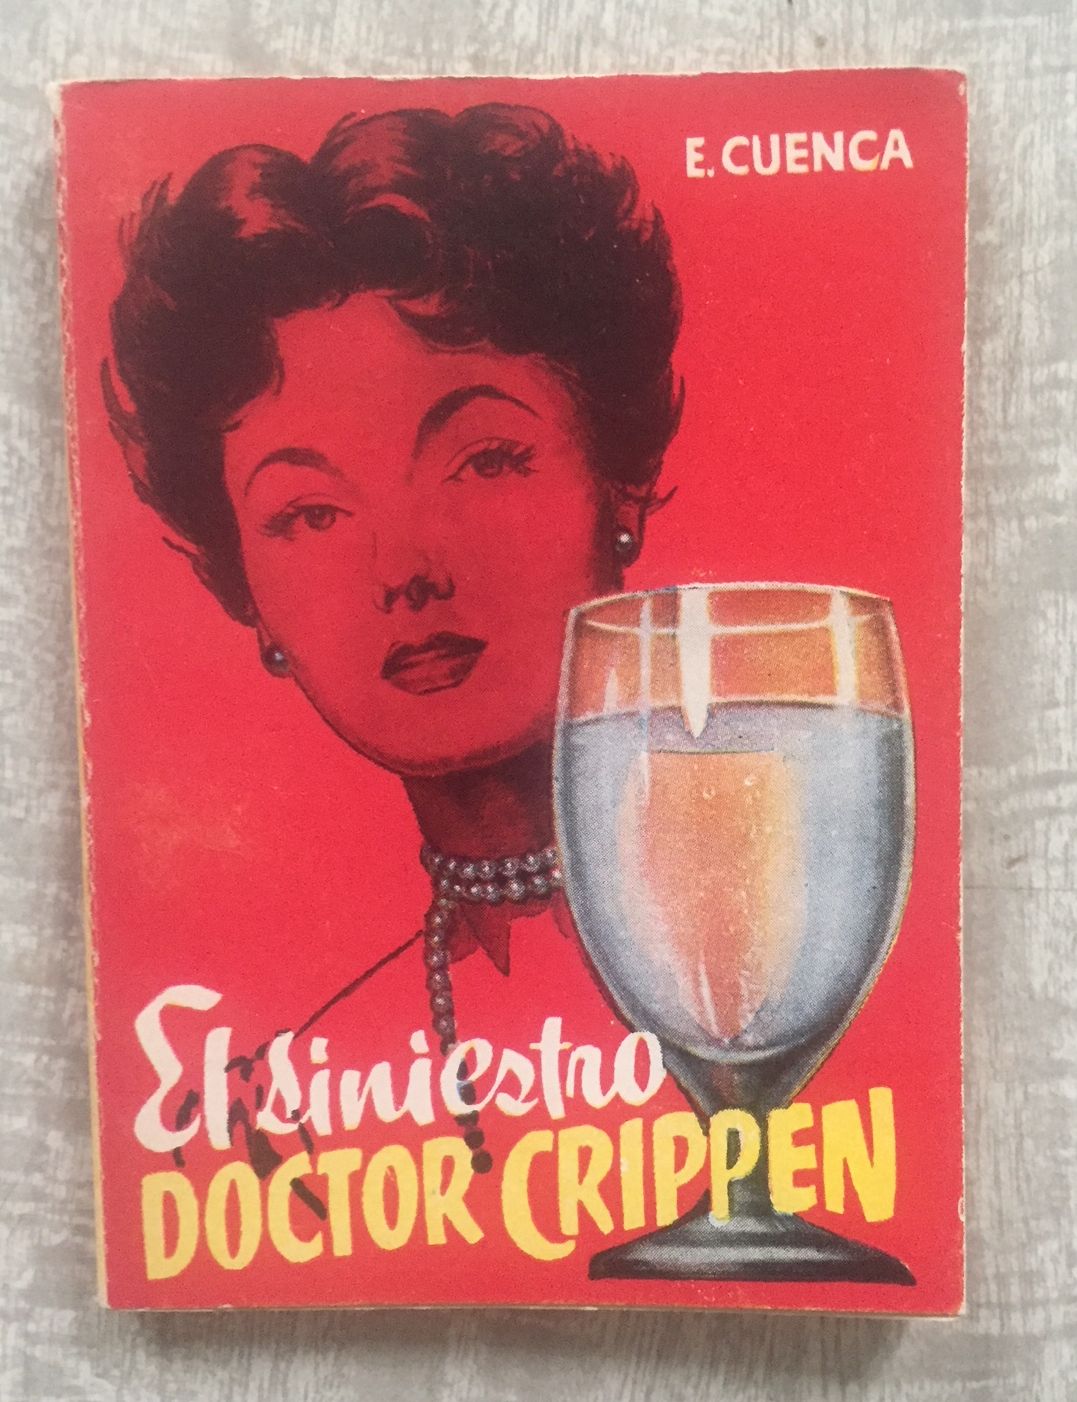 E. CUENCA
El siniestro
DOCTOR CRIPPEN